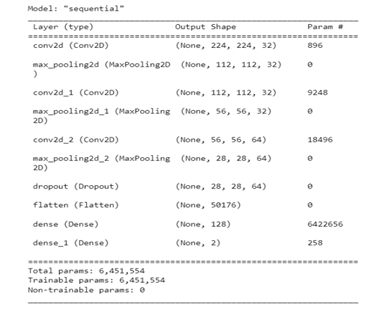 Model: "sequential"
Layer (type) Output Shape Param #
conv2d (Conv2D) (None, 224, 224, 32) 896
max_pooling2d (MaxPooling2D (None, 112, 112, 32) 0
)
conv2d_1 (Conv2D) (None, 112, 112, 32) 9248
max_pooling2d_1 (MaxPooling (None, 56, 56, 32) 0
2D)
conv2d_2 (Conv2D) (None, 56, 56, 64) 18496
max_pooling2d_2 (MaxPooling (None, 28, 28, 64) 0
2D)
dropout (Dropout) (None, 28, 28, 64) 0
flatten (Flatten) (None, 50176) 0
dense (Dense) (None, 128) 6422656
dense_1 (Dense) (None, 2) 258
Total params: 6,451,554
Trainable params: 6,451,554
Non-trainable params: 0